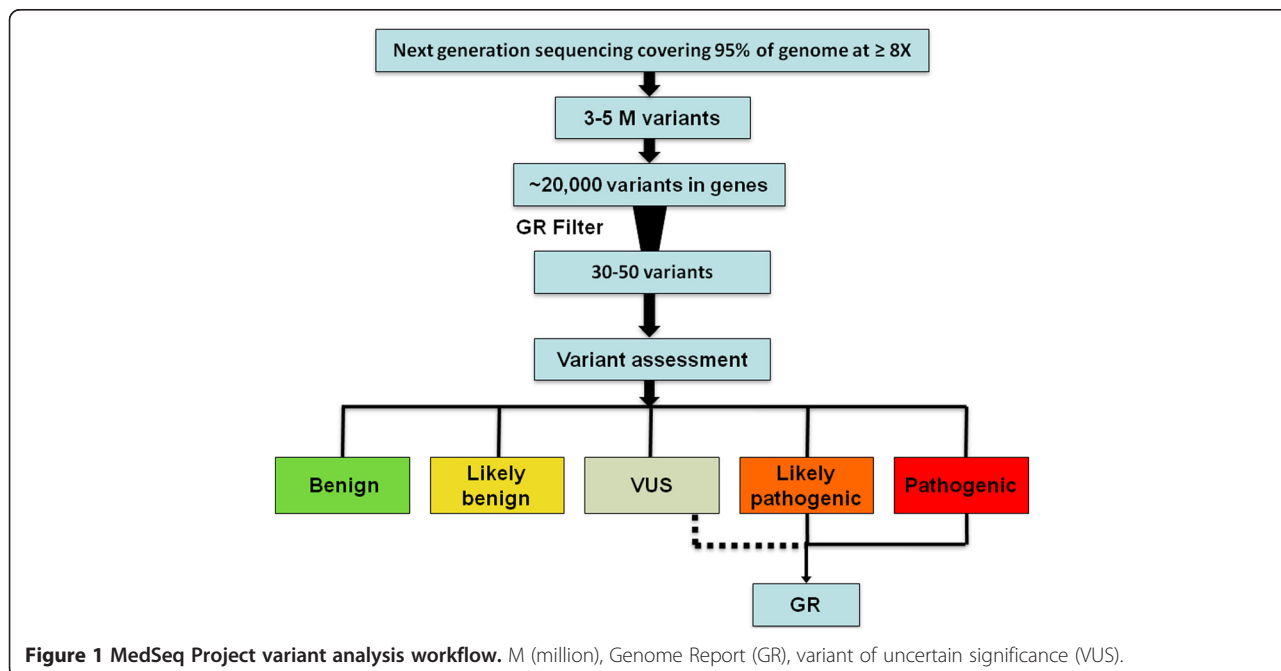 Next generation sequencing covering 95% of genome at ≥ 8X
3-5 M variants
~20,000 variants in genes
GR Filter
30-50 variants
Variant assessment
Benign
Likely
benign
VUS
Likely
pathogenic
Pathogenic
GR
Figure 1 MedSeq Project variant analysis workflow. M (million), Genome Report (GR), variant of uncertain significance (VUS).